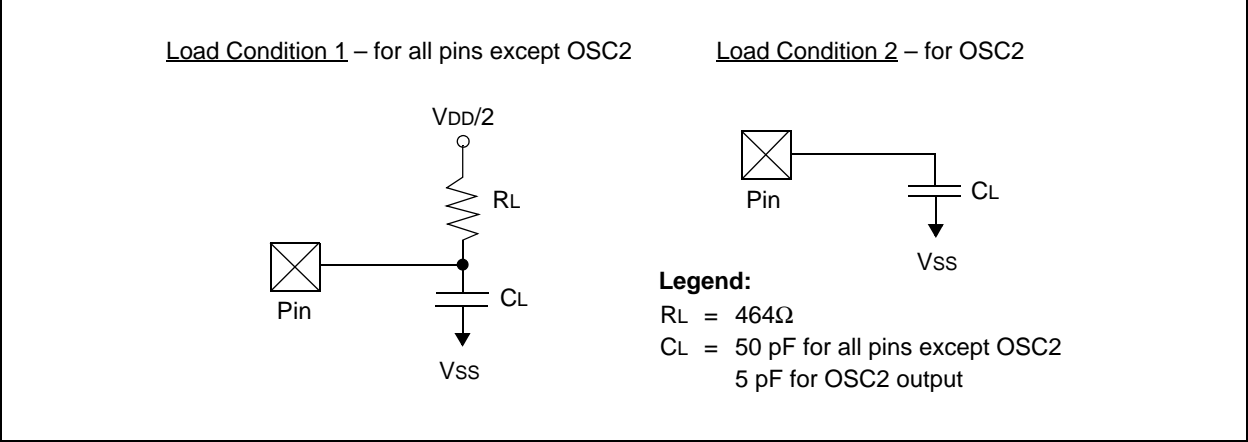 Load Condition 1 – for all pins except OSC2
Load Condition 2 – for OSC2
VDD/2
RL
Pin
CL
VSS
Pin
CL
VSS
Legend:
RL = 464Ω
CL = 50 pF for all pins except OSC2
5 pF for OSC2 output